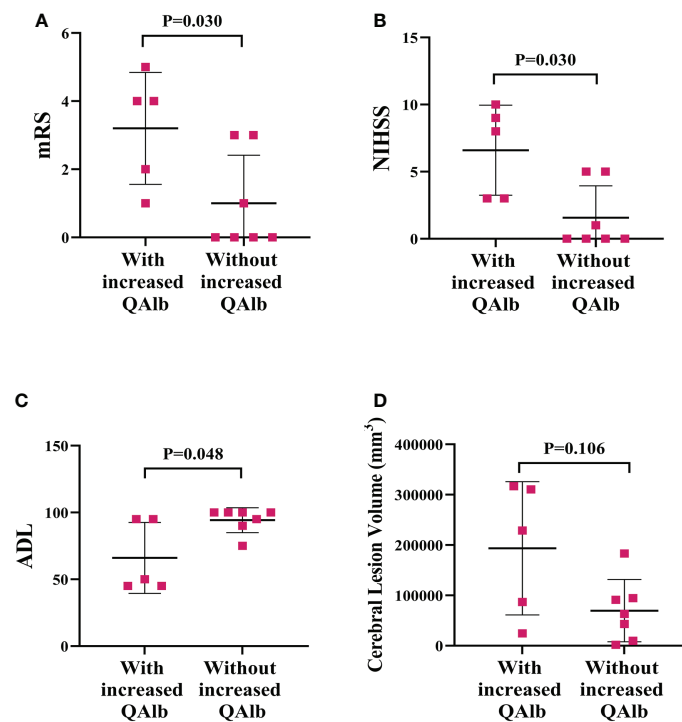 A
P=0.030
6
4
2
0
mRS
With
increased
QAlb
Without
increased
QAlb
B
P=0.030
15
10
5
0
NIHSS
With
increased
QAlb
Without
increased
QAlb
C
P=0.048
150
100
50
0
ADL
With
increased
QAlb
Without
increased
QAlb
D
P=0.106
400000
300000
200000
100000
0
Cerebral Lesion Volume (mm³)
With
increased
QAlb
Without
increased
QAlb